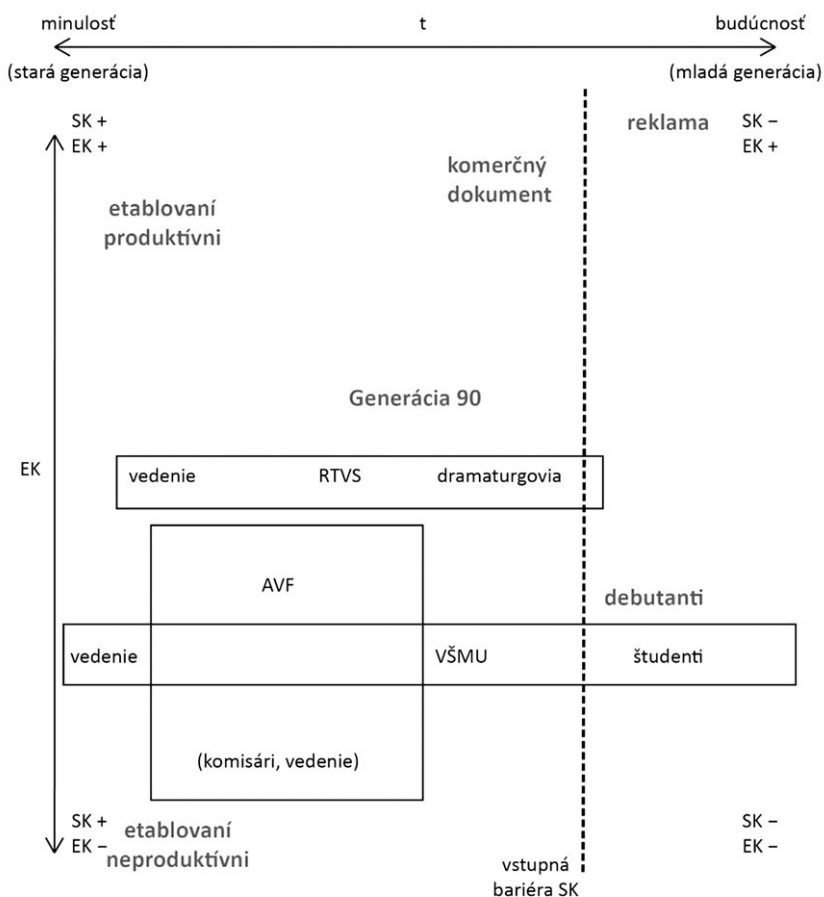 minulosť t budúcnosť
(stará generácia) (mladá generácia)
SK + reklama SK −
EK + EK +
komerčný
dokument
etablovaní
produktívni
Generácia 90
EK vedenie RTVS dramaturgovia
AVF
debutanti
vedenie VŠMU študenti
(komisári, vedenie)
SK + etablovaní SK −
EK − neproduktívni EK −
vstupná
bariéra SK